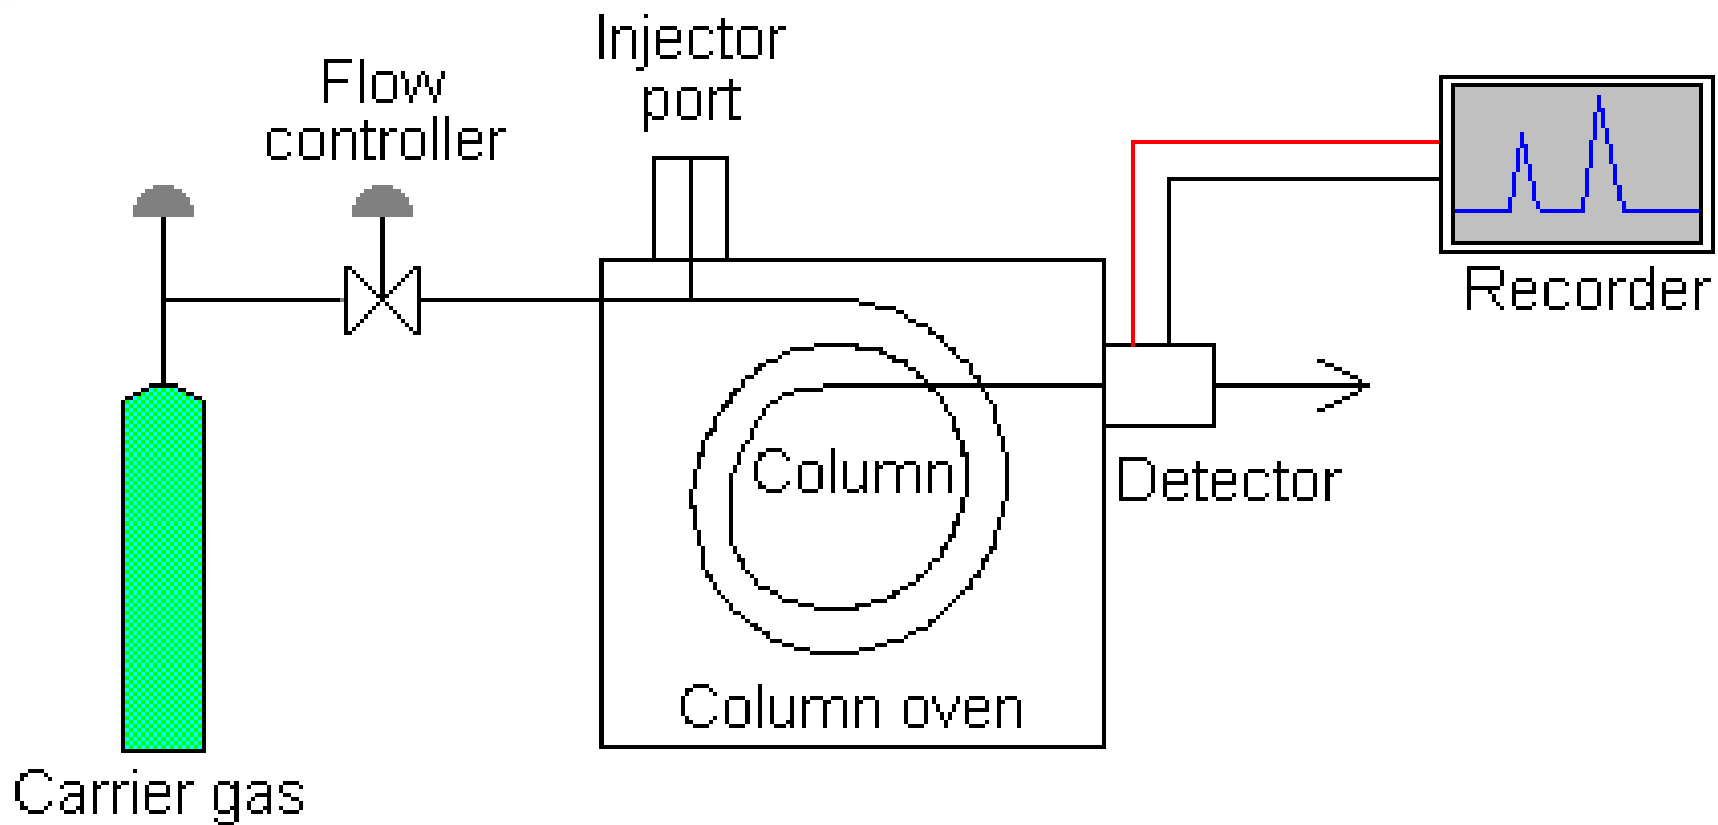 Injector
port
Flow
controller
Recorder
Column
Detector
Column oven
Carrier gas